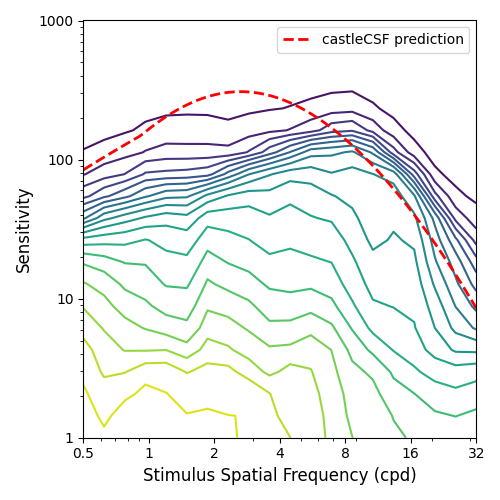 1000
castleCSF prediction
100
Sensitivity
10
1
0.5 1 2 4 8 16 32
Stimulus Spatial Frequency (cpd)